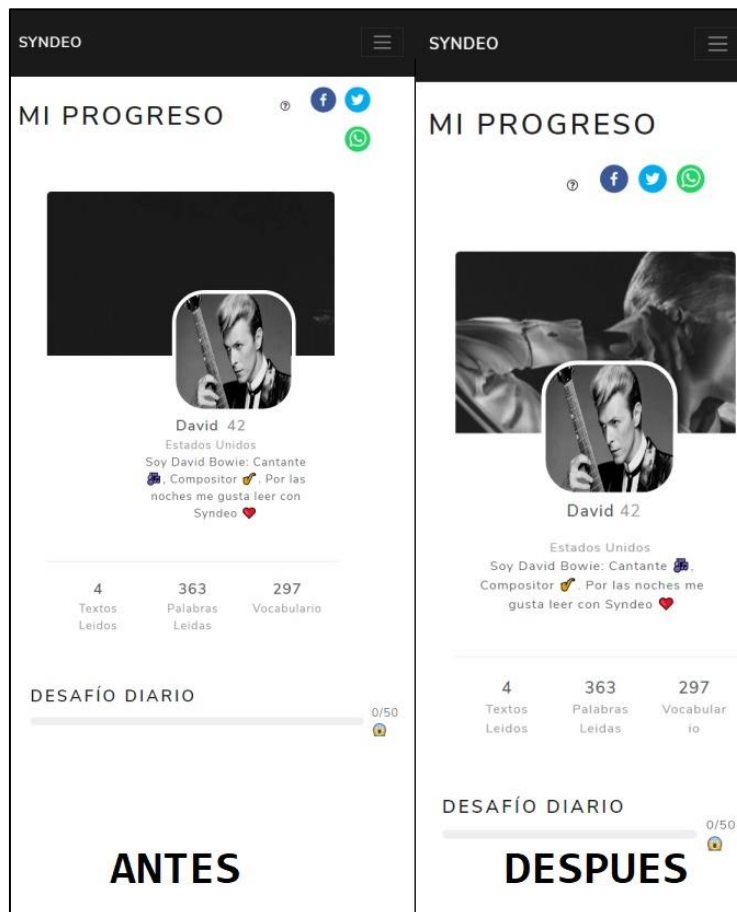 SYNDEO
MI PROGRESO
David 42
Estados Unidos
Soy David Bowie: Cantante
🎼, Compositor 🎸. Por las
noches me gusta leer con
Syndeo ❤️
4
Textos
Leidos
363
Palabras
Leidas
297
Vocabulario
DESAFÍO DIARIO
0/50
ANTES
SYNDEO
MI PROGRESO
David 42
Estados Unidos
Soy David Bowie: Cantante 🎼,
Compositor 🎸. Por las noches me
gusta leer con Syndeo ❤️
4
Textos
Leidos
363
Palabras
Leidas
297
Vocabular
io
DESAFÍO DIARIO
0/50
DESPUES